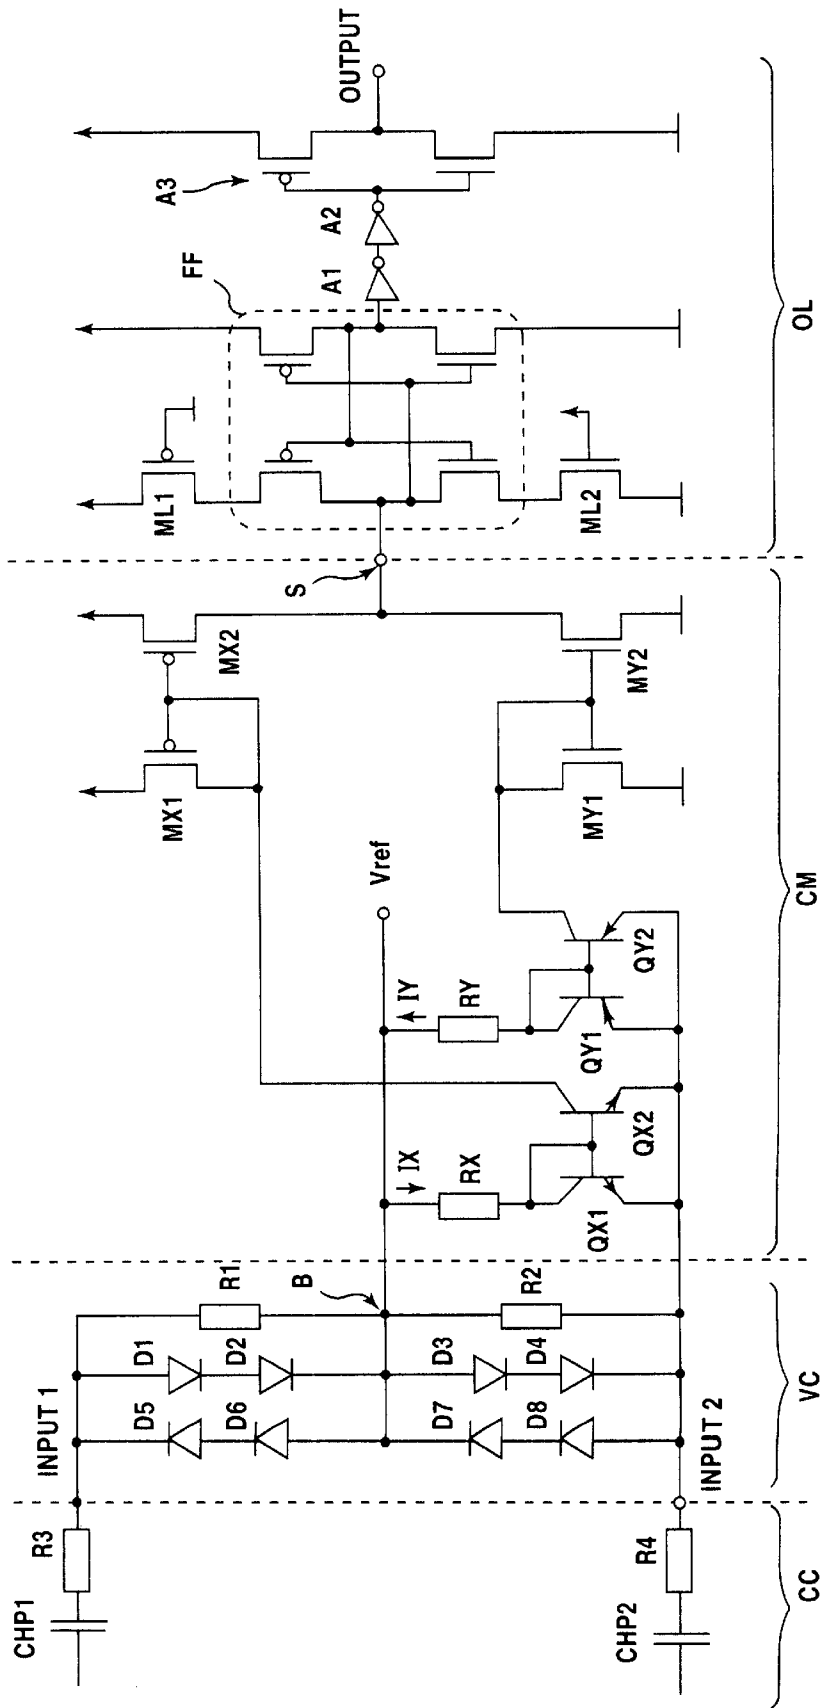 CHP1
R3
CHP2
R4
CC
INPUT 1
D5
D6
D7
D8
D1
D2
D3
D4
R1
B
R2
INPUT 2
VC
IX
RX
QX1
QX2
IY
RY
QY1
QY2
Vref
MX1
MX2
MY1
MY2
CM
S
ML1
ML2
FF
A1
A2
A3
OUTPUT
OL